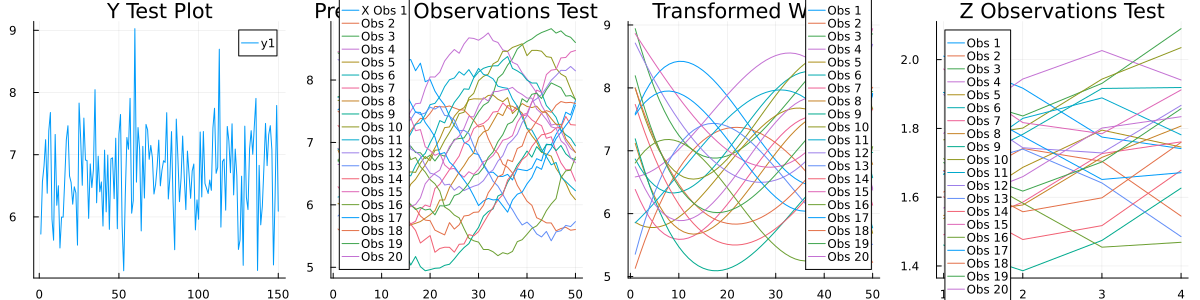 Y Test Plot
y1
9
8
7
6
0
50
100
150
Pre
Observations Test
X Obs 1
Obs 2
Obs 3
Obs 4
Obs 5
Obs 6
Obs 7
Obs 8
Obs 9
Obs 10
Obs 11
Obs 12
Obs 13
Obs 14
Obs 15
Obs 16
Obs 17
Obs 18
Obs 19
Obs 20
8
7
6
5
0
10
20
30
40
50
Transformed W
Obs 1
Obs 2
Obs 3
Obs 4
Obs 5
Obs 6
Obs 7
Obs 8
Obs 9
Obs 10
Obs 11
Obs 12
Obs 13
Obs 14
Obs 15
Obs 16
Obs 17
Obs 18
Obs 19
Obs 20
9
8
7
6
5
0
10
20
30
40
50
Z Observations Test
Obs 1
Obs 2
Obs 3
Obs 4
Obs 5
Obs 6
Obs 7
Obs 8
Obs 9
Obs 10
Obs 11
Obs 12
Obs 13
Obs 14
Obs 15
Obs 16
Obs 17
Obs 18
Obs 19
Obs 20
2.0
1.8
1.6
1.4
2
3
4